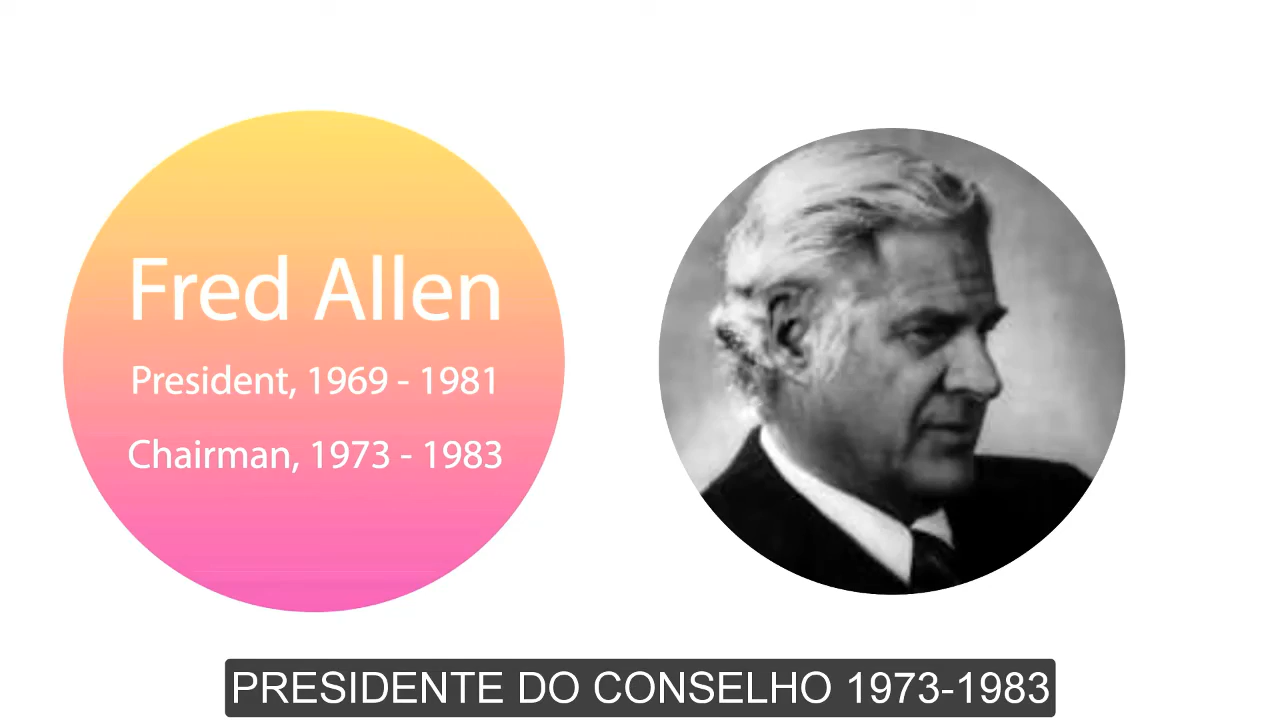 Fred Allen
President, 1969 - 1981
Chairman, 1973 - 1983
PRESIDENTE DO CONSELHO 1973-1983